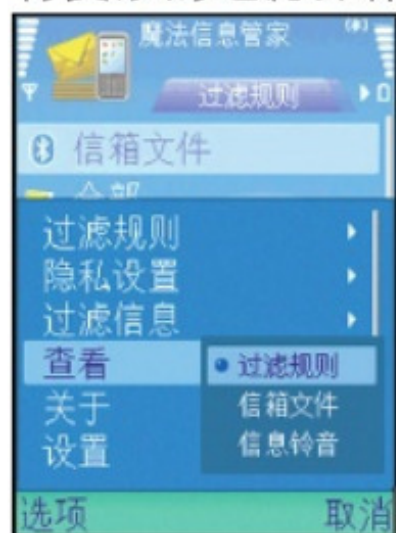 魔法信息管家
过滤规则
信箱文件
全部
过滤规则
隐私设置
过滤信息
查看
过滤规则
关于
信箱文件
设置
信息铃音
选项
取消